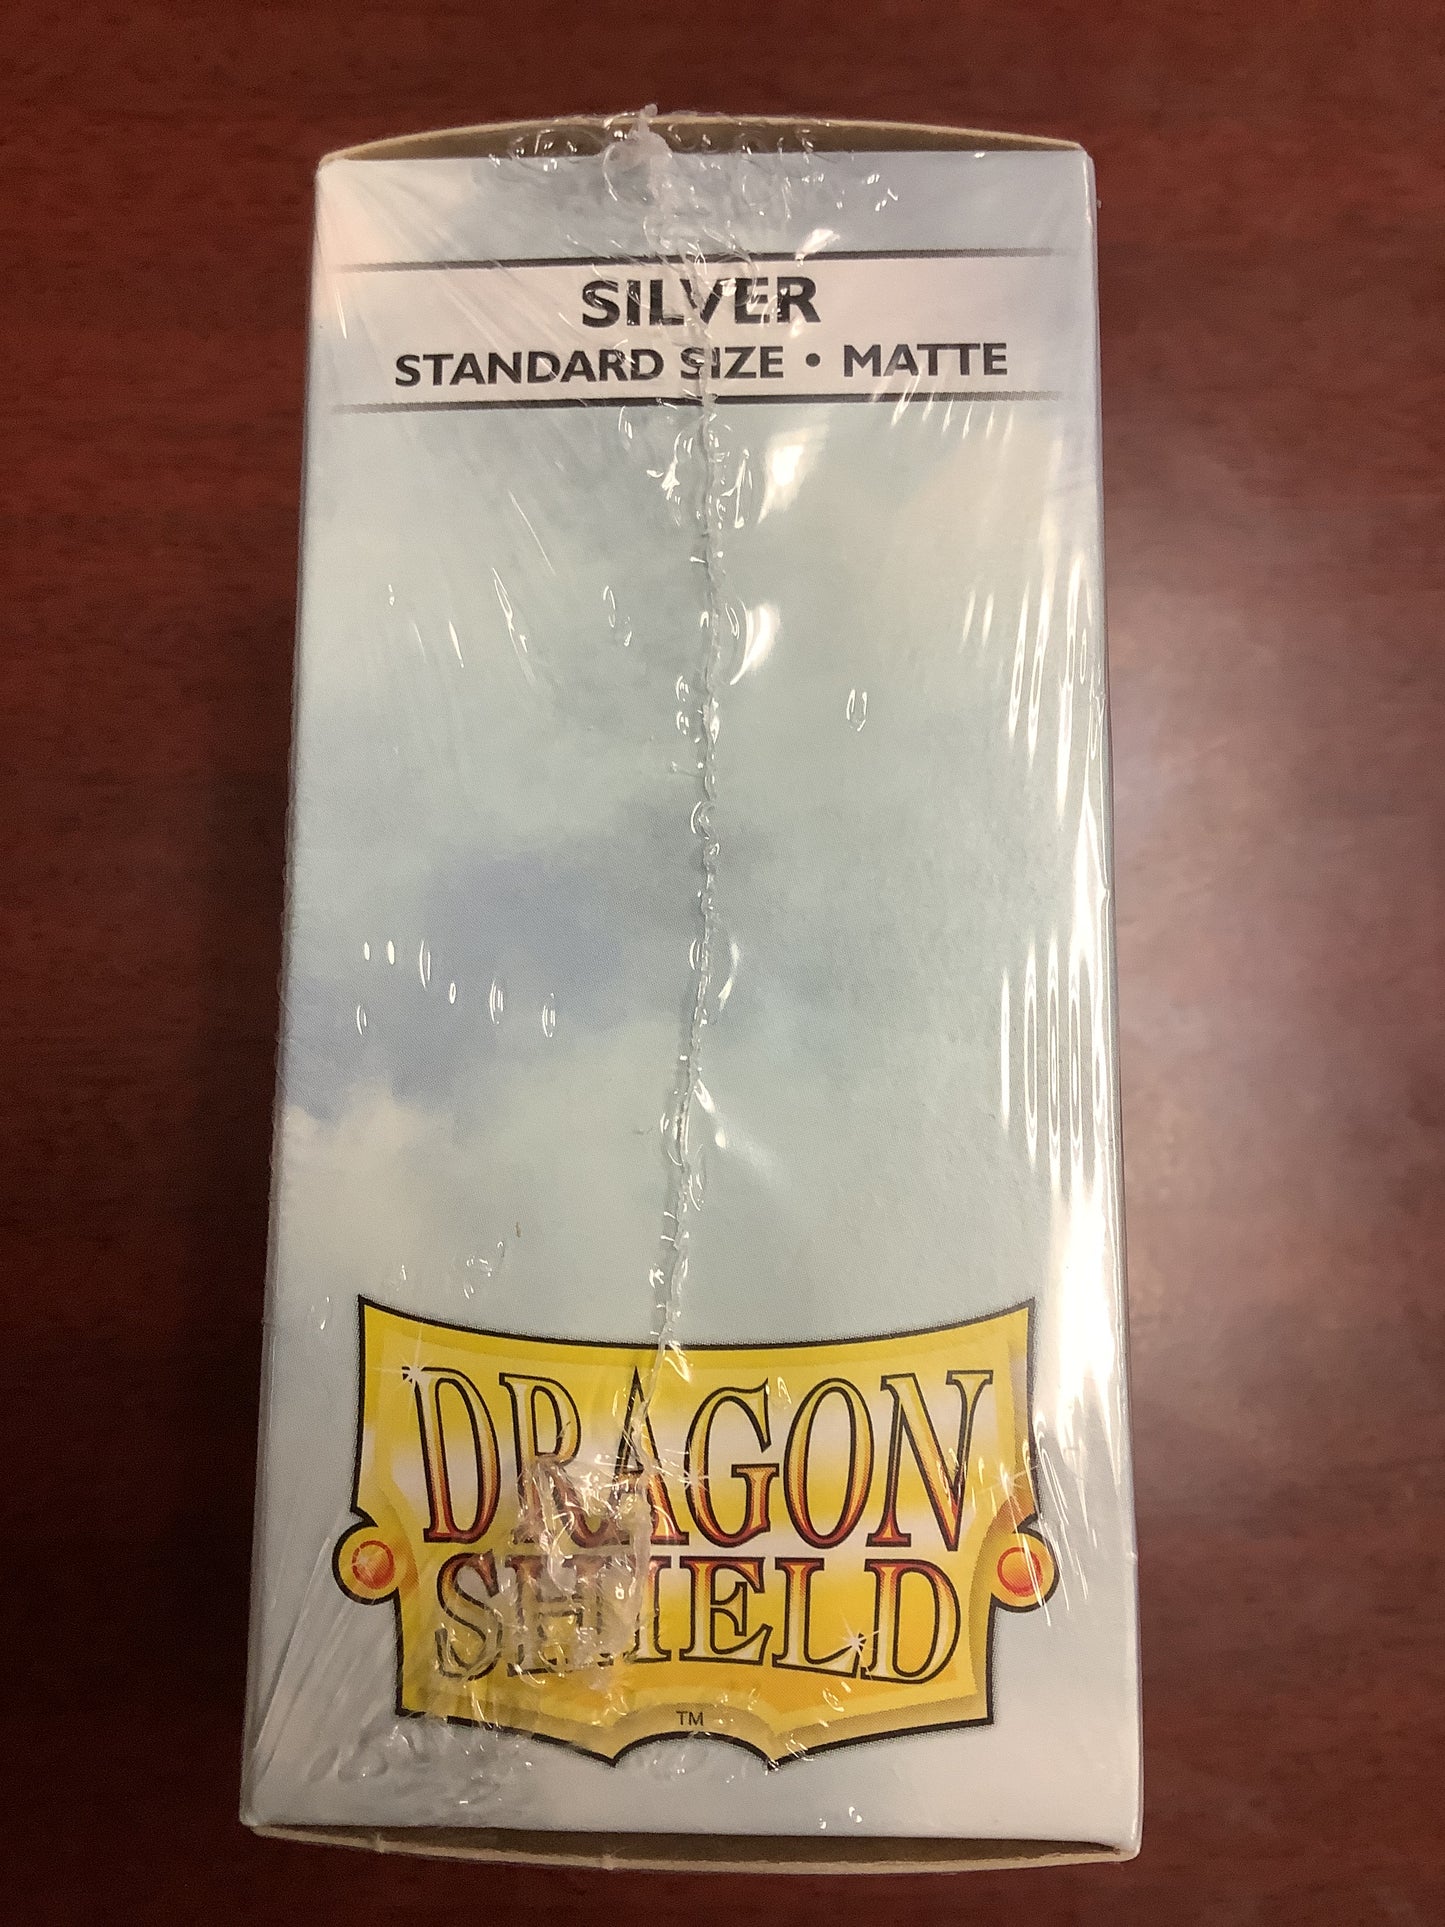 SILVER
STANDARD SIZE • MATTE
DRAGON
SHIELD
TM